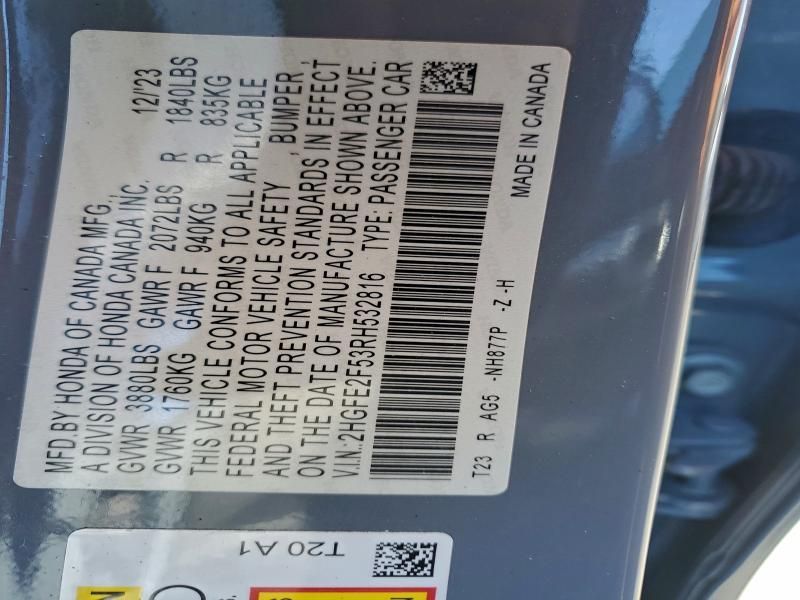 MFD.BY HONDA OF CANADA MFG.
A DIVISION OF HONDA CANADA INC. 12/'23
GVWR 3880LBS GAWR F 2072LBS R 1840LBS
GVWR 1760KG GAWR F 940KG R 835KG
THIS VEHICLE CONFORMS TO ALL APPLICABLE
FEDERAL MOTOR VEHICLE SAFETY , BUMPER ,
AND THEFT PREVENTION STANDARDS IN EFFECT
ON THE DATE OF MANUFACTURE SHOWN ABOVE.
V.I.N.:2HGFE2F53RH532816 TYPE: PASSENGER CAR
T23 R AG5 -NH877P -Z -H
MADE IN CANADA
T20 A1